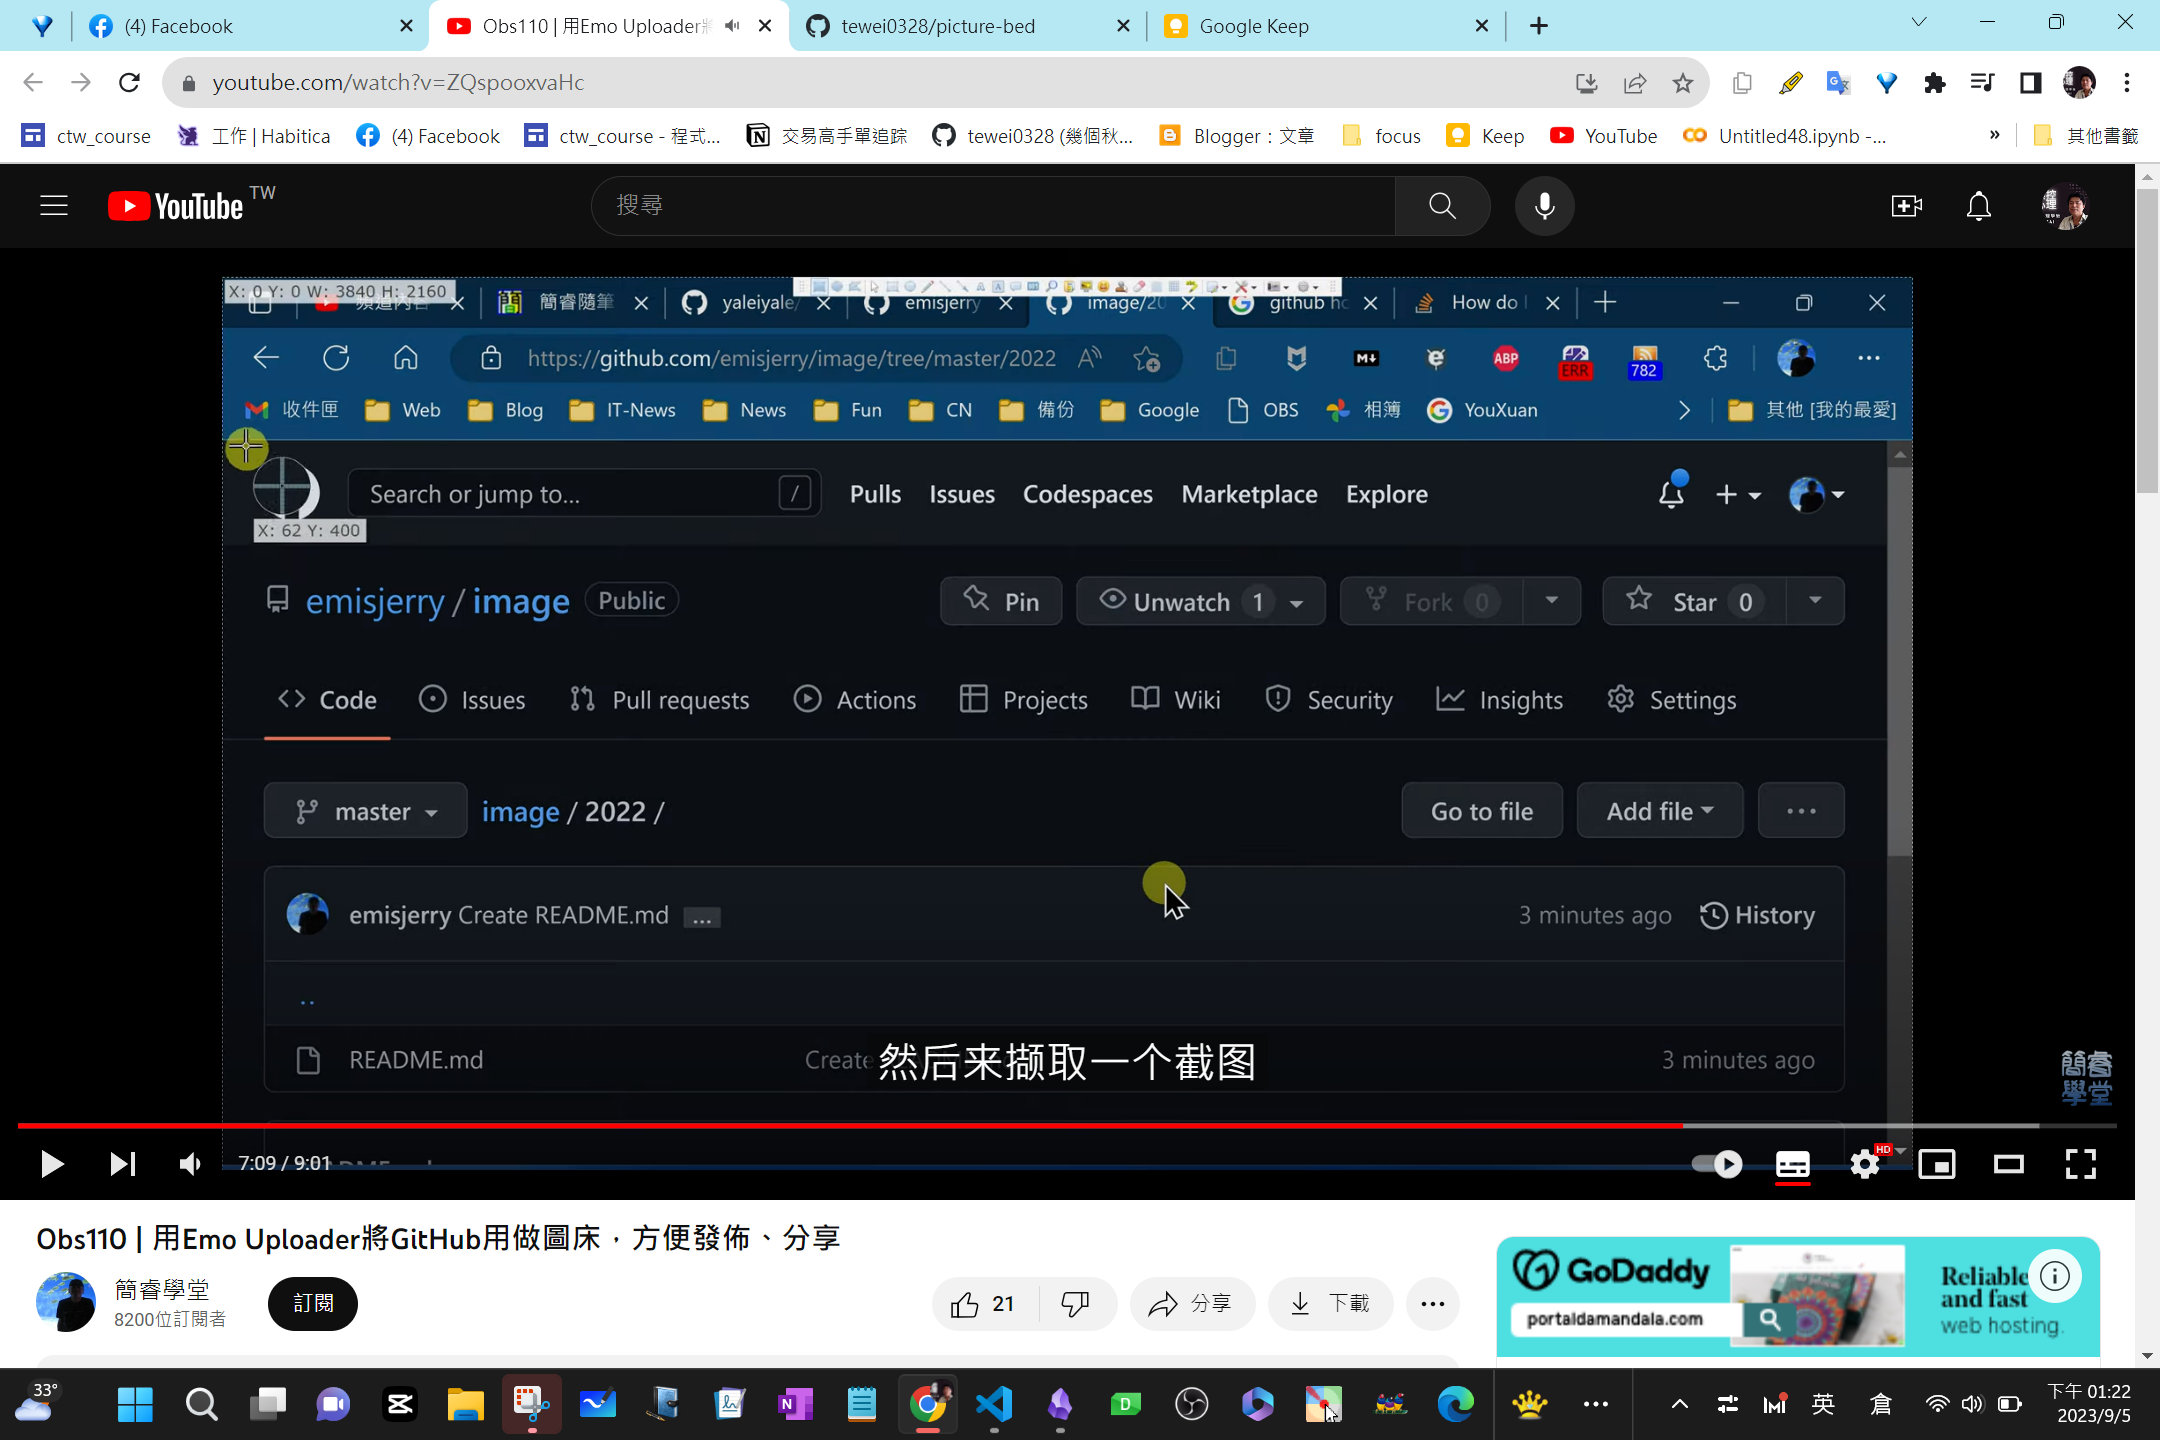 (4) Facebook
Obs110 | 用Emo Uploader將
tewei0328/picture-bed
Google Keep
youtube.com/watch?v=ZQspooxvaHc
ctw_course
工作 | Habitica
(4) Facebook
ctw_course - 程式...
交易高手單追踪
tewei0328 (幾個秋...
Blogger：文章
focus
Keep
YouTube
Untitled48.ipynb -...
»
其他書籤
YouTube TW
搜尋
X: 0 Y: 0 W: 3840 H: 2160
頻道內容
簡睿隨筆
yaleiyale/
emisjerry
image/20
github ho
How do I
https://github.com/emisjerry/image/tree/master/2022
ABP
ERR
782
收件匣
Web
Blog
IT-News
News
Fun
CN
備份
Google
OBS
相簿
YouXuan
其他 [我的最愛]
Search or jump to...
/
Pulls
Issues
Codespaces
Marketplace
Explore
X: 62 Y: 400
emisjerry / image
Public
Pin
Unwatch 1
Fork 0
Star 0
Code
Issues
Pull requests
Actions
Projects
Wiki
Security
Insights
Settings
master
image / 2022 /
Go to file
Add file
...
emisjerry Create README.md ...
3 minutes ago
History
..
README.md
Create
3 minutes ago
然后来撷取一个截图
簡睿
學堂
7:09 / 9:01
HD
Obs110 | 用Emo Uploader將GitHub用做圖床，方便發佈、分享
簡睿學堂
8200位訂閱者
訂閱
21
分享
下載
GoDaddy
portaldamandala.com
Reliable
and fast
web hosting.
33°
英
倉
下午 01:22
2023/9/5